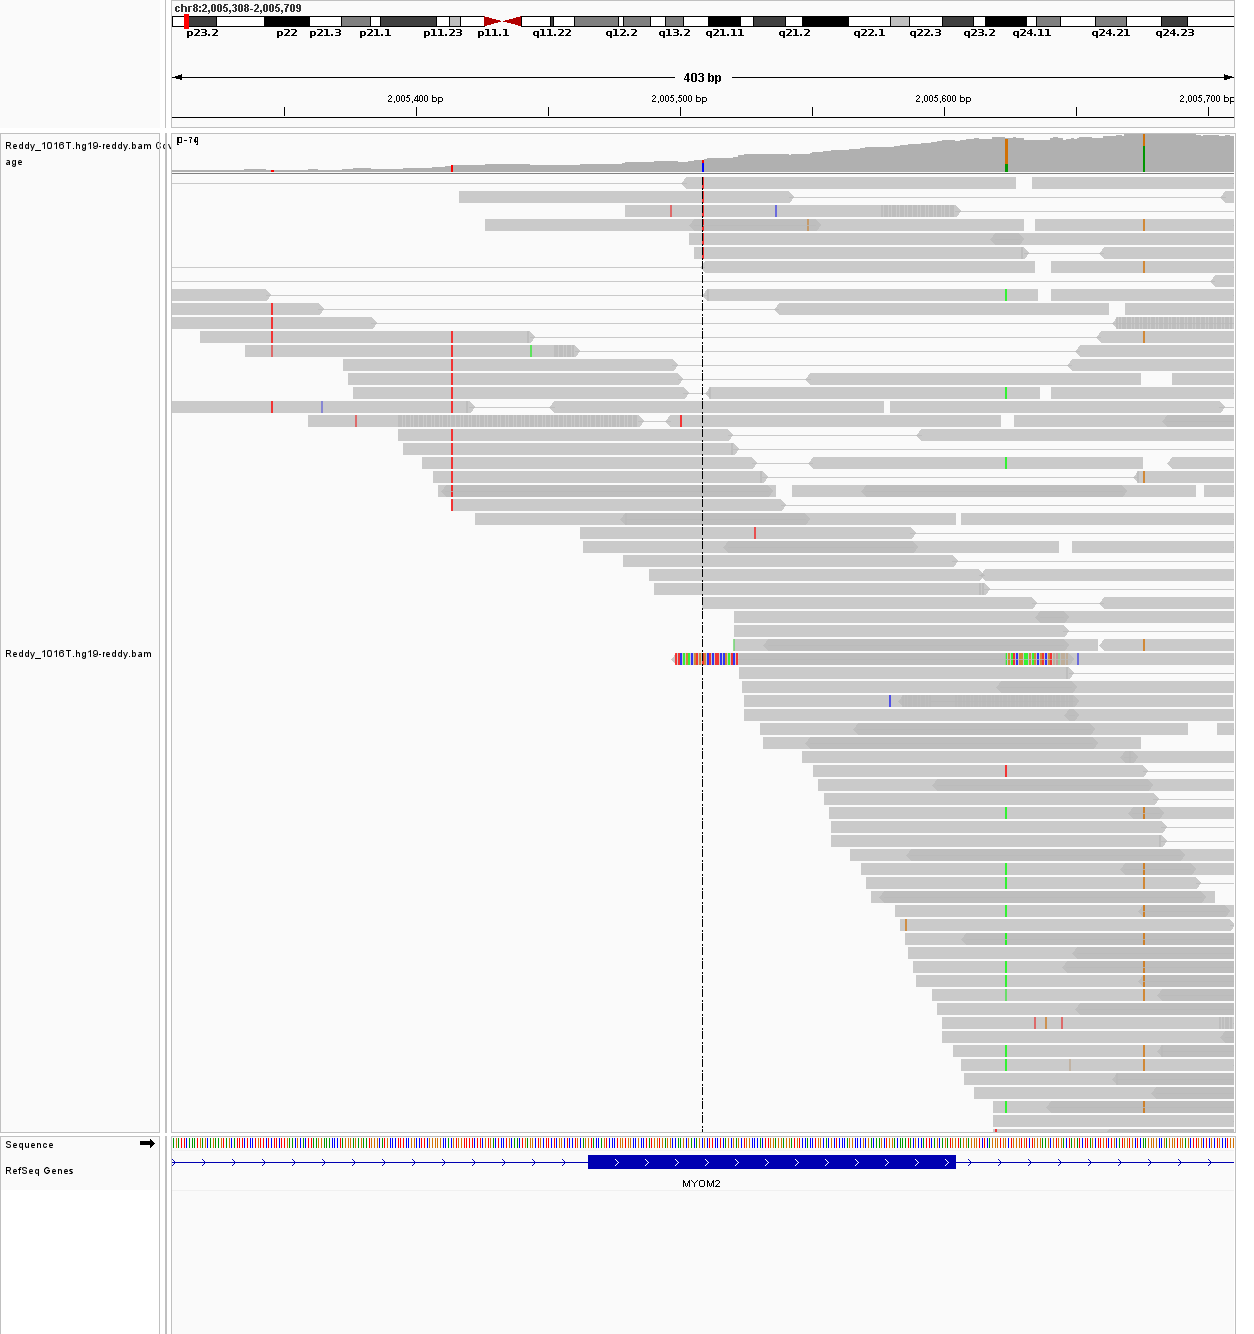 chr8:2,005,308-2,005,709
p23.2 p22 p21.3 p21.1 p11.23 p11.1 q11.22 q12.2 q13.2 q21.11 q21.2 q22.1 q22.3 q23.2 q24.11 q24.21 q24.23
403 bp
2,005,400 bp 2,005,500 bp 2,005,600 bp 2,005,700 bp
Reddy_1016T.hg19-reddy.bam Cov
age
[0-74]
Reddy_1016T.hg19-reddy.bam
Sequence
RefSeq Genes
MYOM2